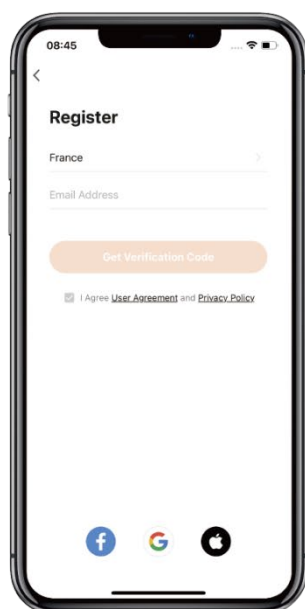 08:45
Register
France
Email Address
Get Verification Code
I Agree User Agreement and Privacy Policy